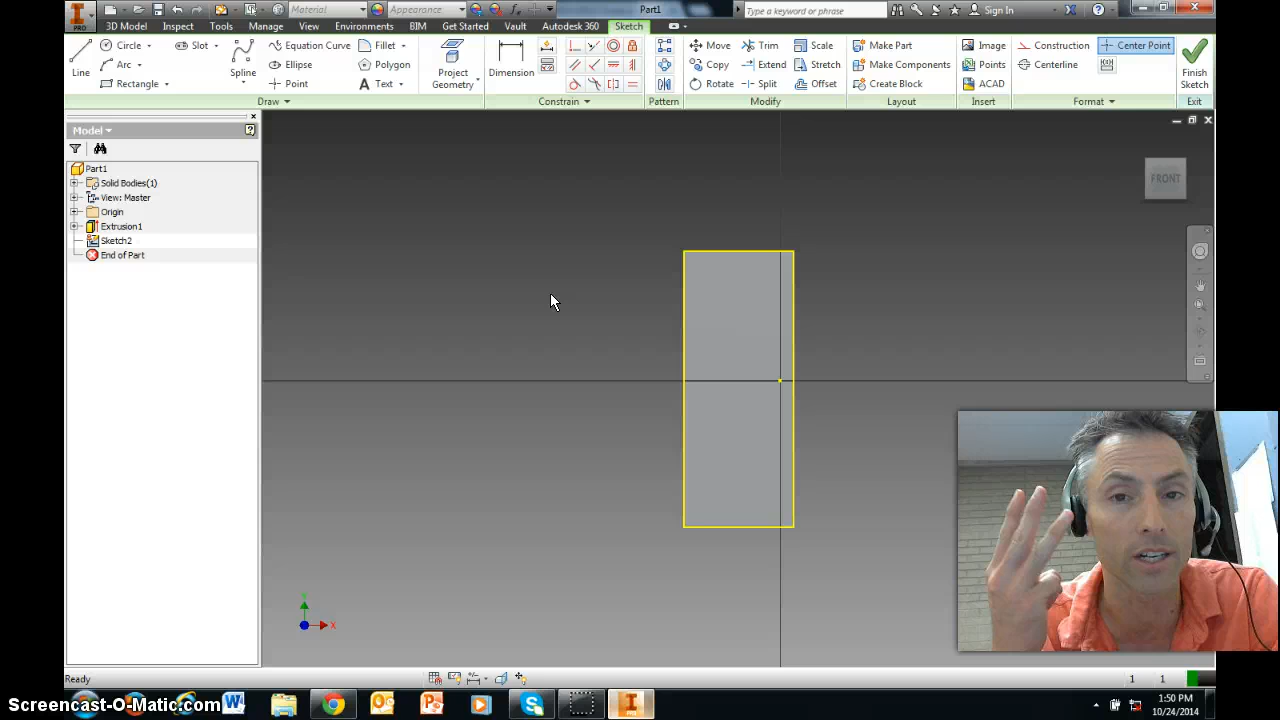 PRO
Material
Appearance
Part1
Type a keyword or phrase
Sign In
3D Model
Inspect
Tools
Manage
View
Environments
BIM
Get Started
Vault
Autodesk 360
Sketch
Line
Circle
Arc
Rectangle
Slot
Spline
Equation Curve
Ellipse
Point
Fillet
Polygon
Text
Project
Geometry
Dimension
Move
Copy
Rotate
Trim
Extend
Split
Scale
Stretch
Offset
Make Part
Make Components
Create Block
Image
Points
ACAD
Construction
Centerline
Center Point
Finish
Sketch
Draw
Constrain
Pattern
Modify
Layout
Insert
Format
Exit
Model
Part1
Solid Bodies(1)
View: Master
Origin
Extrusion1
Sketch2
End of Part
FRONT
Y
X
Ready
1 1
Screencast-O-Matic.com
1:50 PM
10/24/2014